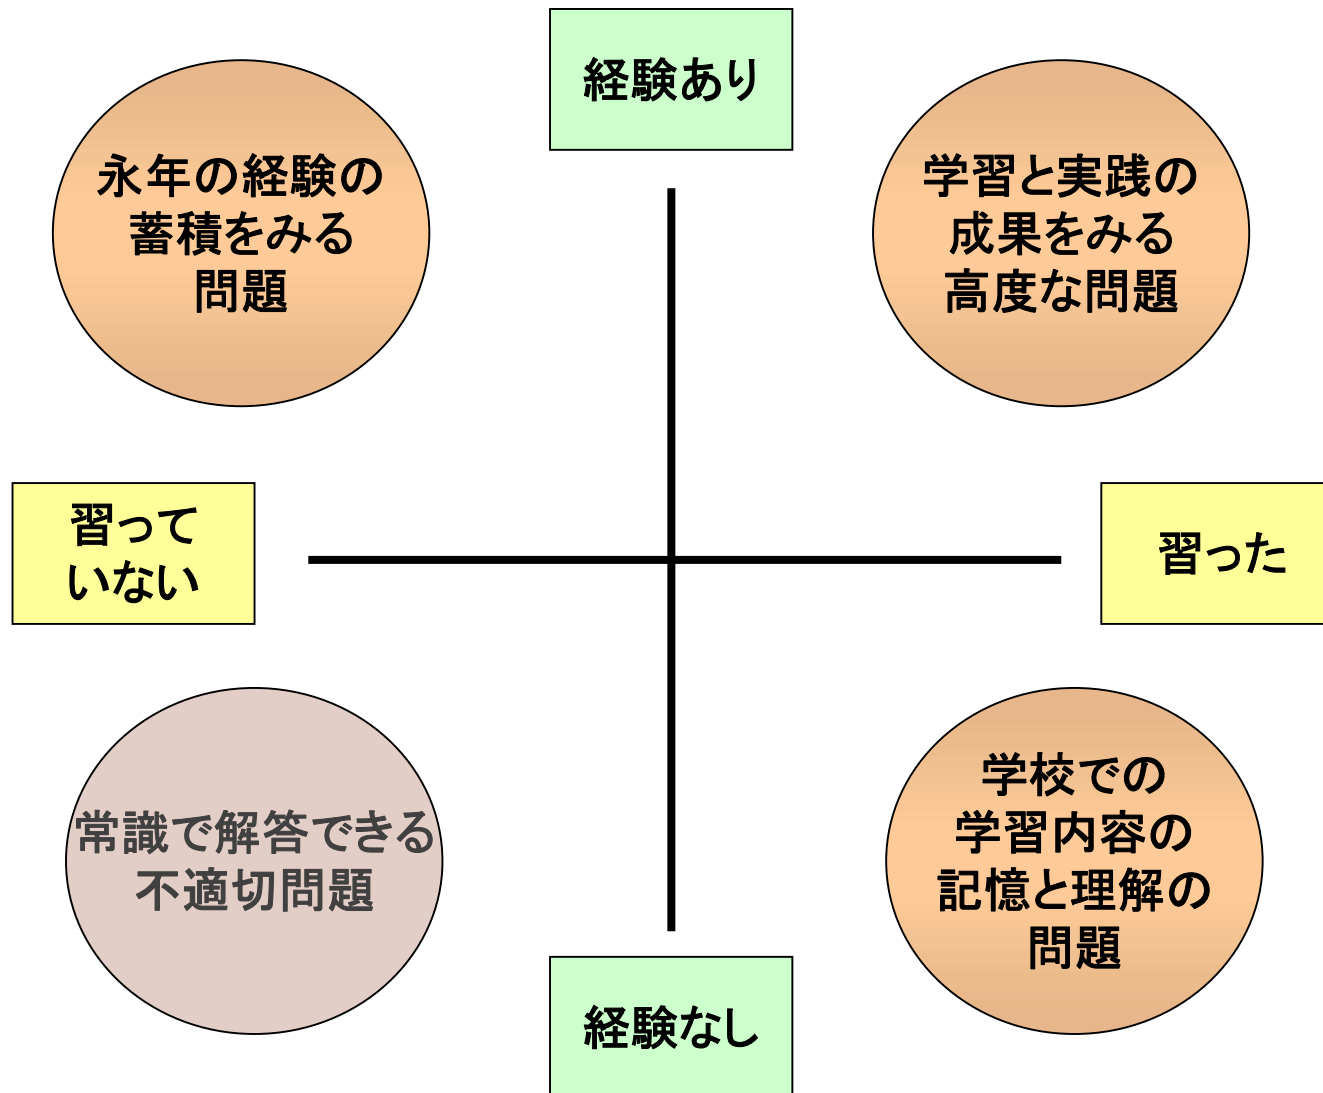 経験あり
永年の経験の
蓄積をみる
問題
学習と実践の
成果をみる
高度な問題
習って
いない
習った
常識で解答できる
不適切問題
学校での
学習内容の
記憶と理解の
問題
経験なし